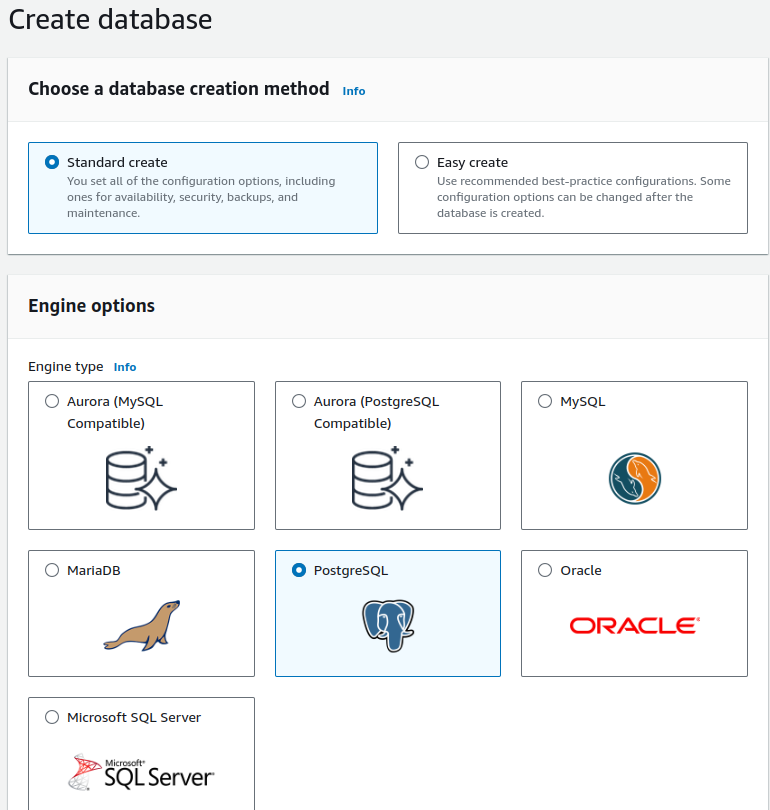 Create database
Choose a database creation method Info
Standard create
You set all of the configuration options, including
ones for availability, security, backups, and
maintenance.
Easy create
Use recommended best-practice configurations. Some
configuration options can be changed after the
database is created.
Engine options
Engine type Info
Aurora (MySQL
Compatible)
Aurora (PostgreSQL
Compatible)
MySQL
MariaDB
PostgreSQL
Oracle
ORACLE®
Microsoft SQL Server
Microsoft®
SQL Server®